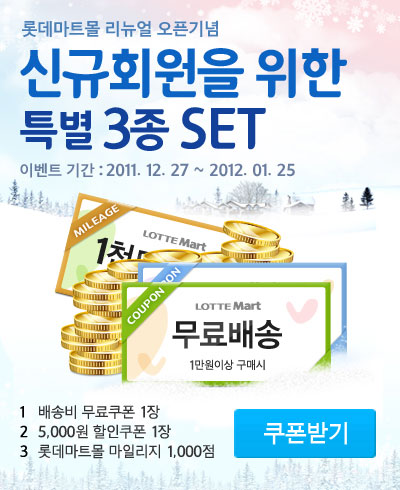 롯데마트몰 리뉴얼 오픈기념
신규회원을 위한
특별 3종 SET
이벤트 기간 : 2011. 12. 27 ~ 2012. 01. 25
MILEAGE
LOTTE Mart
1천
COUPON
LOTTE Mart
무료배송
1만원이상 구매시
1 배송비 무료쿠폰 1장
2 5,000원 할인쿠폰 1장
3 롯데마트몰 마일리지 1,000점
쿠폰받기